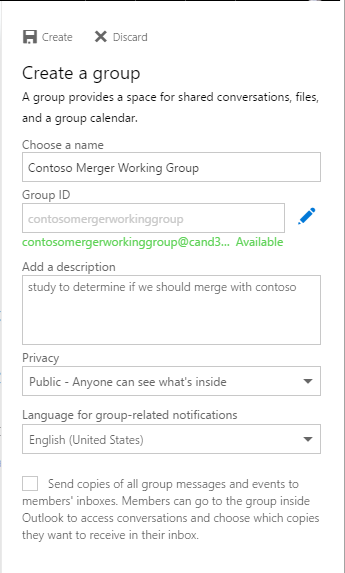 Create Discard
Create a group
A group provides a space for shared conversations, files,
and a group calendar.
Choose a name
Contoso Merger Working Group
Group ID
contosomergerworkinggroup
contosomergerworkinggroup@cand3... Available
Add a description
study to determine if we should merge with contoso
Privacy
Public - Anyone can see what's inside
Language for group-related notifications
English (United States)
Send copies of all group messages and events to
members' inboxes. Members can go to the group inside
Outlook to access conversations and choose which copies
they want to receive in their inbox.